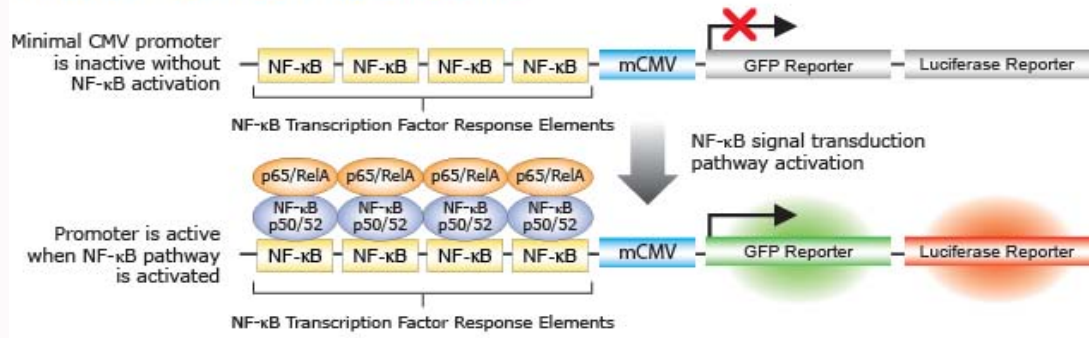 Minimal CMV promoter
is inactive without
NF-κB activation
NF-κB NF-κB NF-κB NF-κB mCMV GFP Reporter Luciferase Reporter
NF-κB Transcription Factor Response Elements
NF-κB signal transduction
pathway activation
p65/RelA p65/RelA p65/RelA p65/RelA
NF-κB NF-κB NF-κB NF-κB
p50/52 p50/52 p50/52 p50/52
Promoter is active
when NF-κB pathway
is activated
NF-κB NF-κB NF-κB NF-κB mCMV GFP Reporter Luciferase Reporter
NF-κB Transcription Factor Response Elements